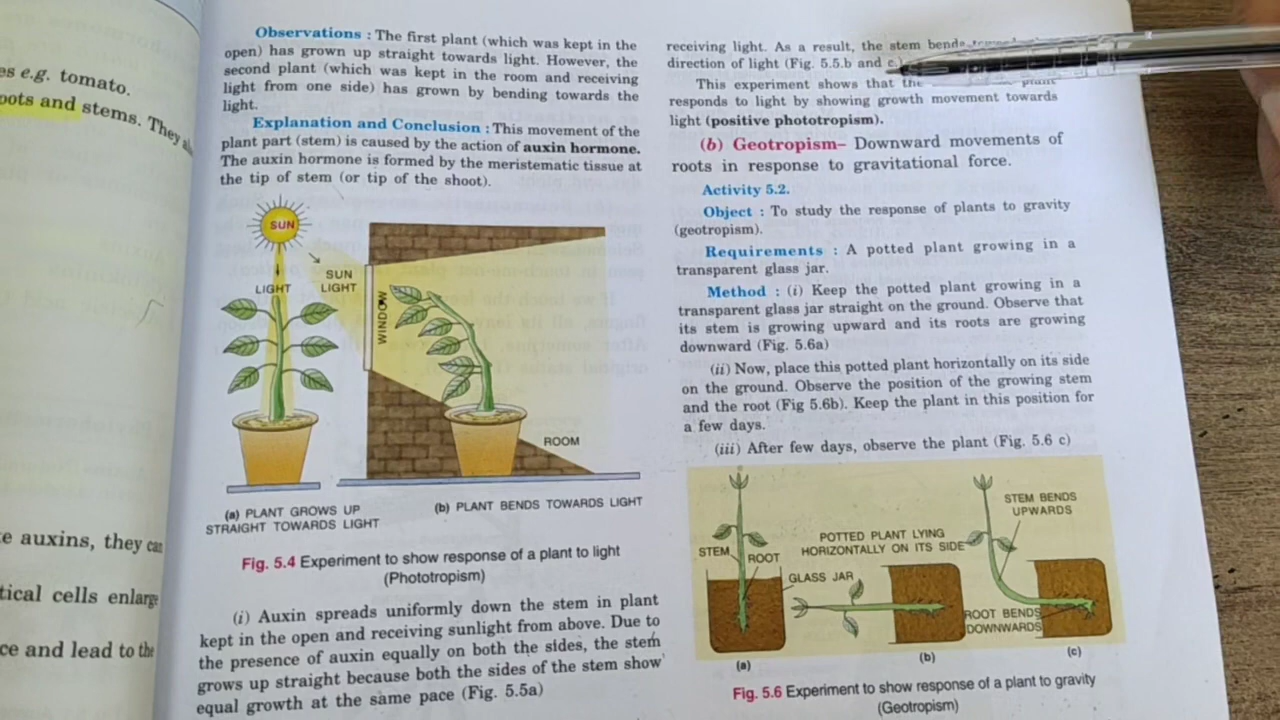 es e.g. tomato.
oots and stems. They
e auxins, they can
tical cells enlarge
ce and lead to the
Observations : The first plant (which was kept in the
open) has grown up straight towards light. However, the
second plant (which was kept in the room and receiving
light from one side) has grown by bending towards the
light.
Explanation and Conclusion : This movement of the
plant part (stem) is caused by the action of auxin hormone.
The auxin hormone is formed by the meristematic tissue at
the tip of stem (or tip of the shoot).
SUN
LIGHT
SUN
LIGHT
WINDOW
ROOM
(a) PLANT GROWS UP
STRAIGHT TOWARDS LIGHT
(b) PLANT BENDS TOWARDS LIGHT
Fig. 5.4 Experiment to show response of a plant to light
(Phototropism)
(i) Auxin spreads uniformly down the stem in plant
kept in the open and receiving sunlight from above. Due to
the presence of auxin equally on both the sides, the stem
grows up straight because both the sides of the stem show
equal growth at the same pace (Fig. 5.5a)
receiving light. As a result, the stem bends
direction of light (Fig. 5.5.b and c.)
This experiment shows that the plant
responds to light by showing growth movement towards
light (positive phototropism).
(b) Geotropism– Downward movements of
roots in response to gravitational force.
Activity 5.2.
Object : To study the response of plants to gravity
(geotropism).
Requirements : A potted plant growing in a
transparent glass jar.
Method : (i) Keep the potted plant growing in a
transparent glass jar straight on the ground. Observe that
its stem is growing upward and its roots are growing
downward (Fig. 5.6a)
(ii) Now, place this potted plant horizontally on its side
on the ground. Observe the position of the growing stem
and the root (Fig 5.6b). Keep the plant in this position for
a few days.
(iii) After few days, observe the plant (Fig. 5.6 c)
STEM
ROOT
GLASS JAR
POTTED PLANT LYING
HORIZONTALLY ON ITS SIDE
STEM BENDS
UPWARDS
ROOT BENDS
DOWNWARDS
(a)
(b)
(c)
Fig. 5.6 Experiment to show response of a plant to gravity
(Geotropism)